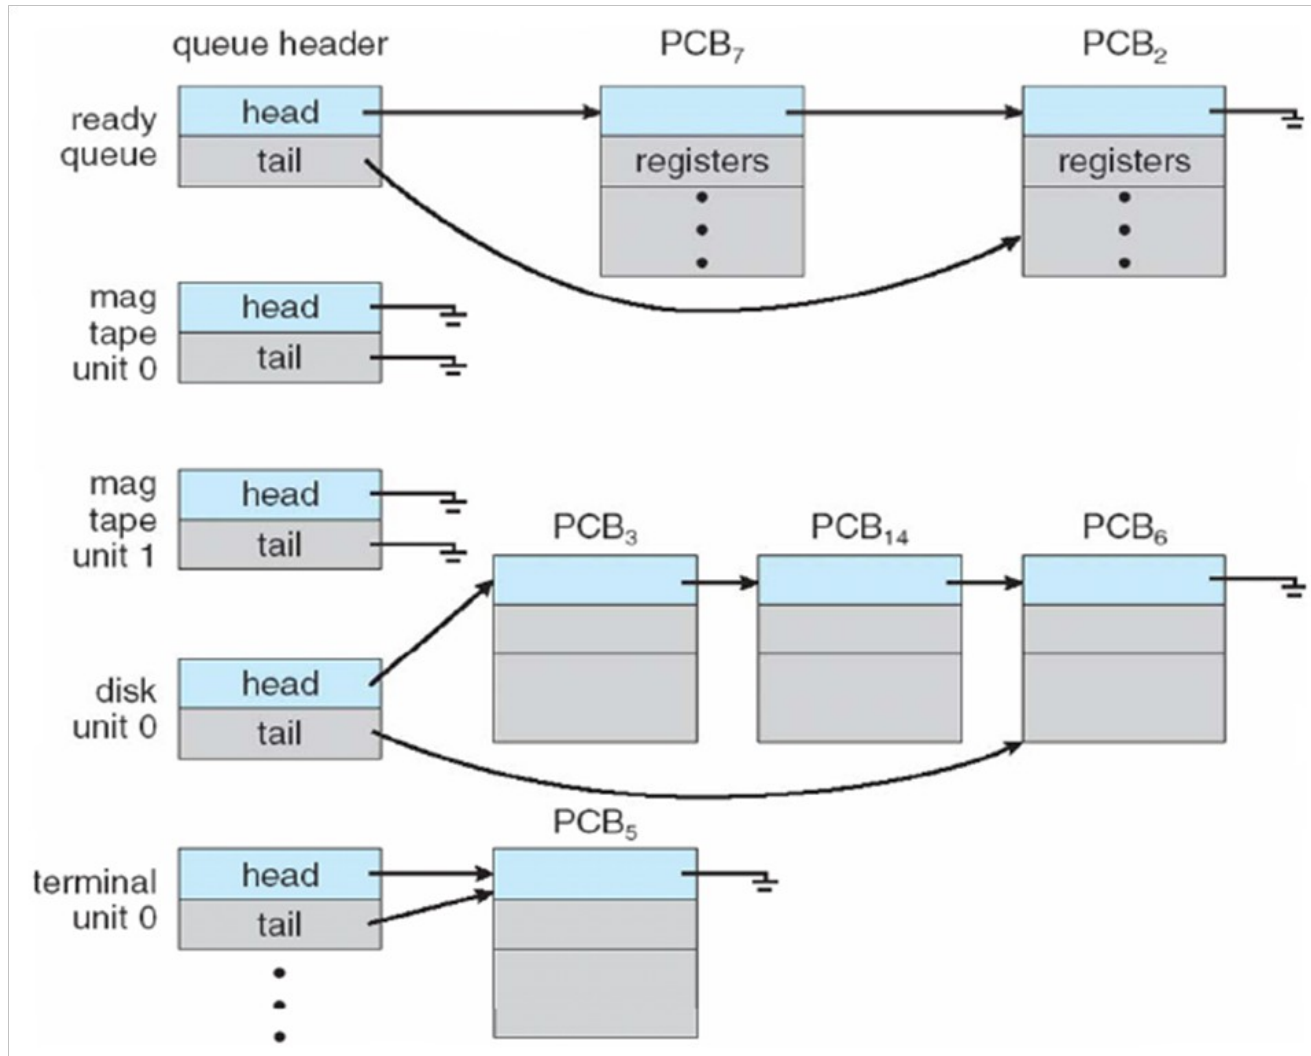 queue header
PCB₇
PCB₂
ready
queue
head
tail
registers
registers
mag
tape
unit 0
head
tail
mag
tape
unit 1
head
tail
PCB₃
PCB₁₄
PCB₆
disk
unit 0
head
tail
PCB₅
terminal
unit 0
head
tail